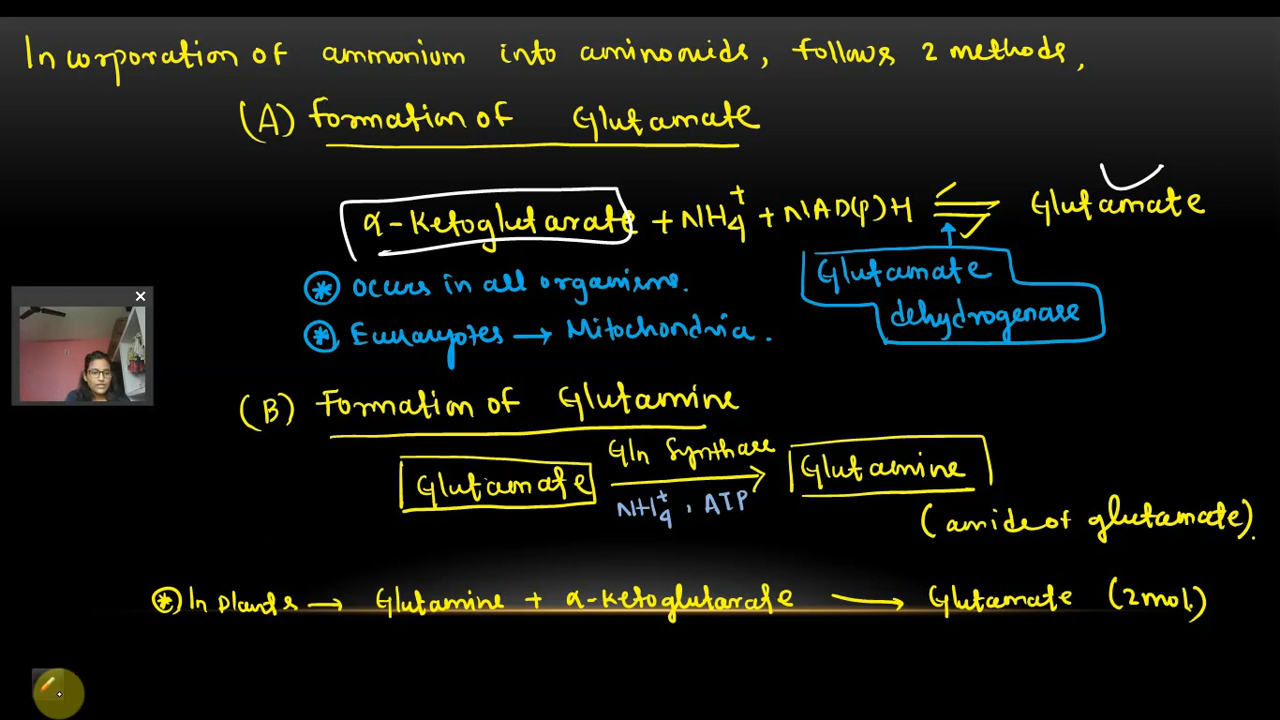 Incorporation of ammonium into aminoacids, follows 2 methods,
(A) Formation of Glutamate
α-Ketoglutarate + NH4+ + NAD(P)H ⇌ Glutamate
Glutamate dehydrogenase
⊛ occurs in all organisms.
⊛ Eukaryotes → Mitochondria.
(B) Formation of Glutamine
Glutamate Gln Synthase → Glutamine
NH4+, ATP
(amide of glutamate).
⊛ In Plants → Glutamine + α-Ketoglutarate → Glutamate (2mol.)